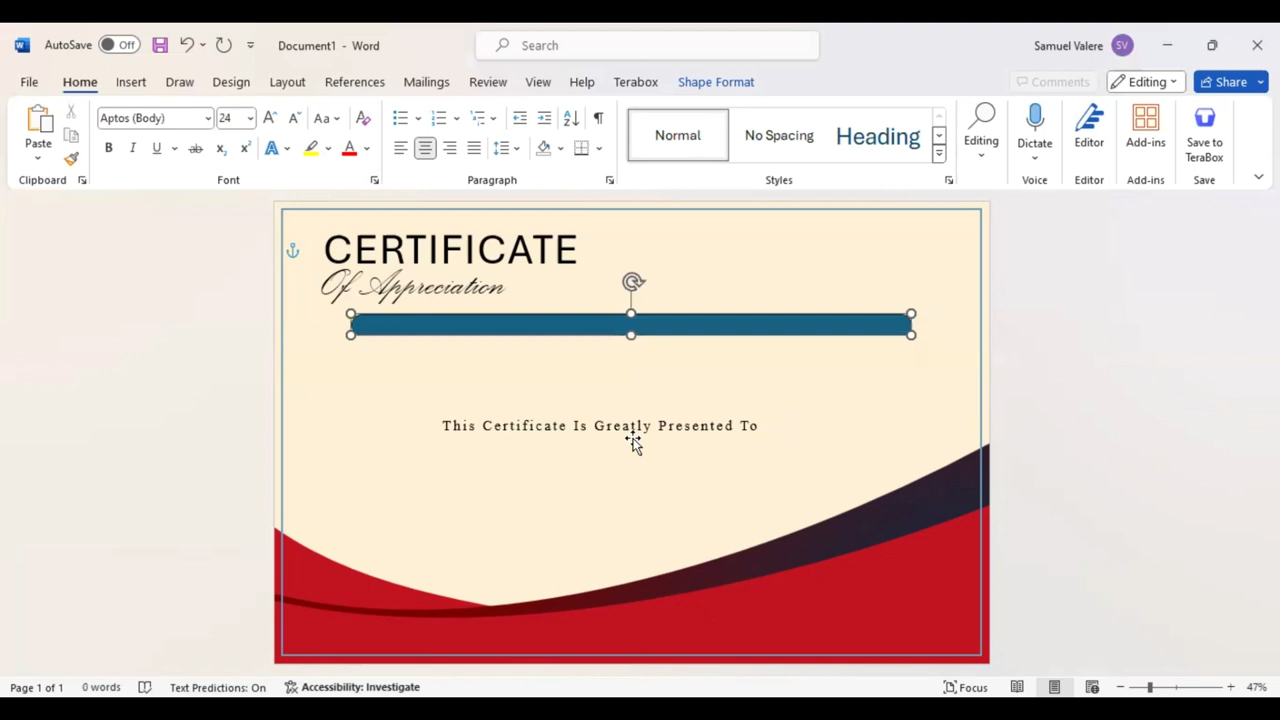 AutoSave Off Document1 - Word Search Samuel Valere SV
File Home Insert Draw Design Layout References Mailings Review View Help Terabox Shape Format Comments Editing Share
Paste Aptos (Body) 24 Aa Normal No Spacing Heading Editing Dictate Editor Add-ins Save to TeraBox
B I U ab x² A A
Clipboard Font Paragraph Styles Voice Editor Add-ins Save
CERTIFICATE
Of Appreciation
This Certificate Is Greatly Presented To
Page 1 of 1 0 words Text Predictions: On Accessibility: Investigate Focus 47%